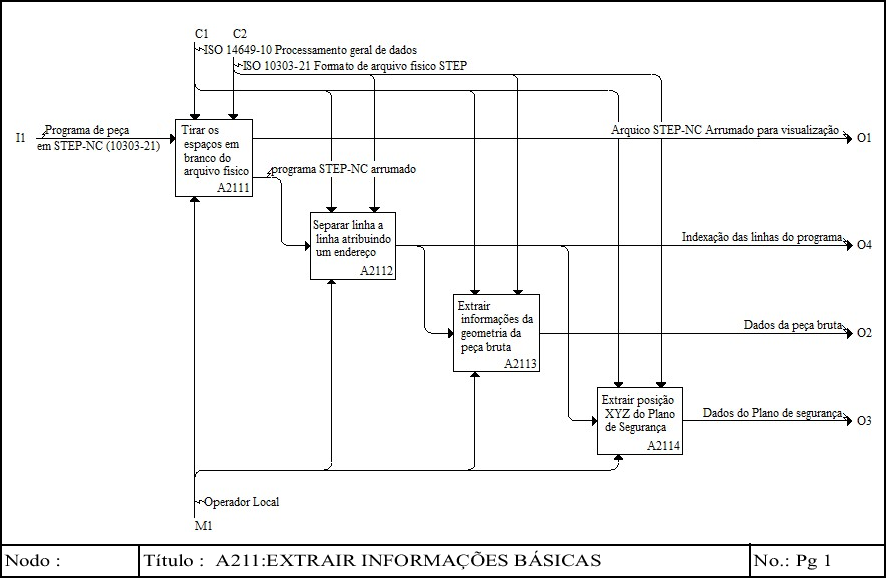 C1 C2
ISO 14649-10 Processamento geral de dados
ISO 10303-21 Formato de arquivo fisico STEP
I1
Programa de peça
em STEP-NC (10303-21)
Tirar os
espaços em
branco do
arquivo fisico
A2111
Arquico STEP-NC Arrumado para visualização
O1
programa STEP-NC arrumado
Separar linha a
linha atribuindo
um endereço
A2112
Indexação das linhas do programa
O4
Extrair
informações da
geometria da
peça bruta
A2113
Dados da peça bruta
O2
Extrair posição
XYZ do Plano
de Segurança
A2114
Dados do Plano de segurança
O3
Operador Local
M1
Nodo :
Título : A211:EXTRAIR INFORMAÇÕES BÁSICAS
No.: Pg 1